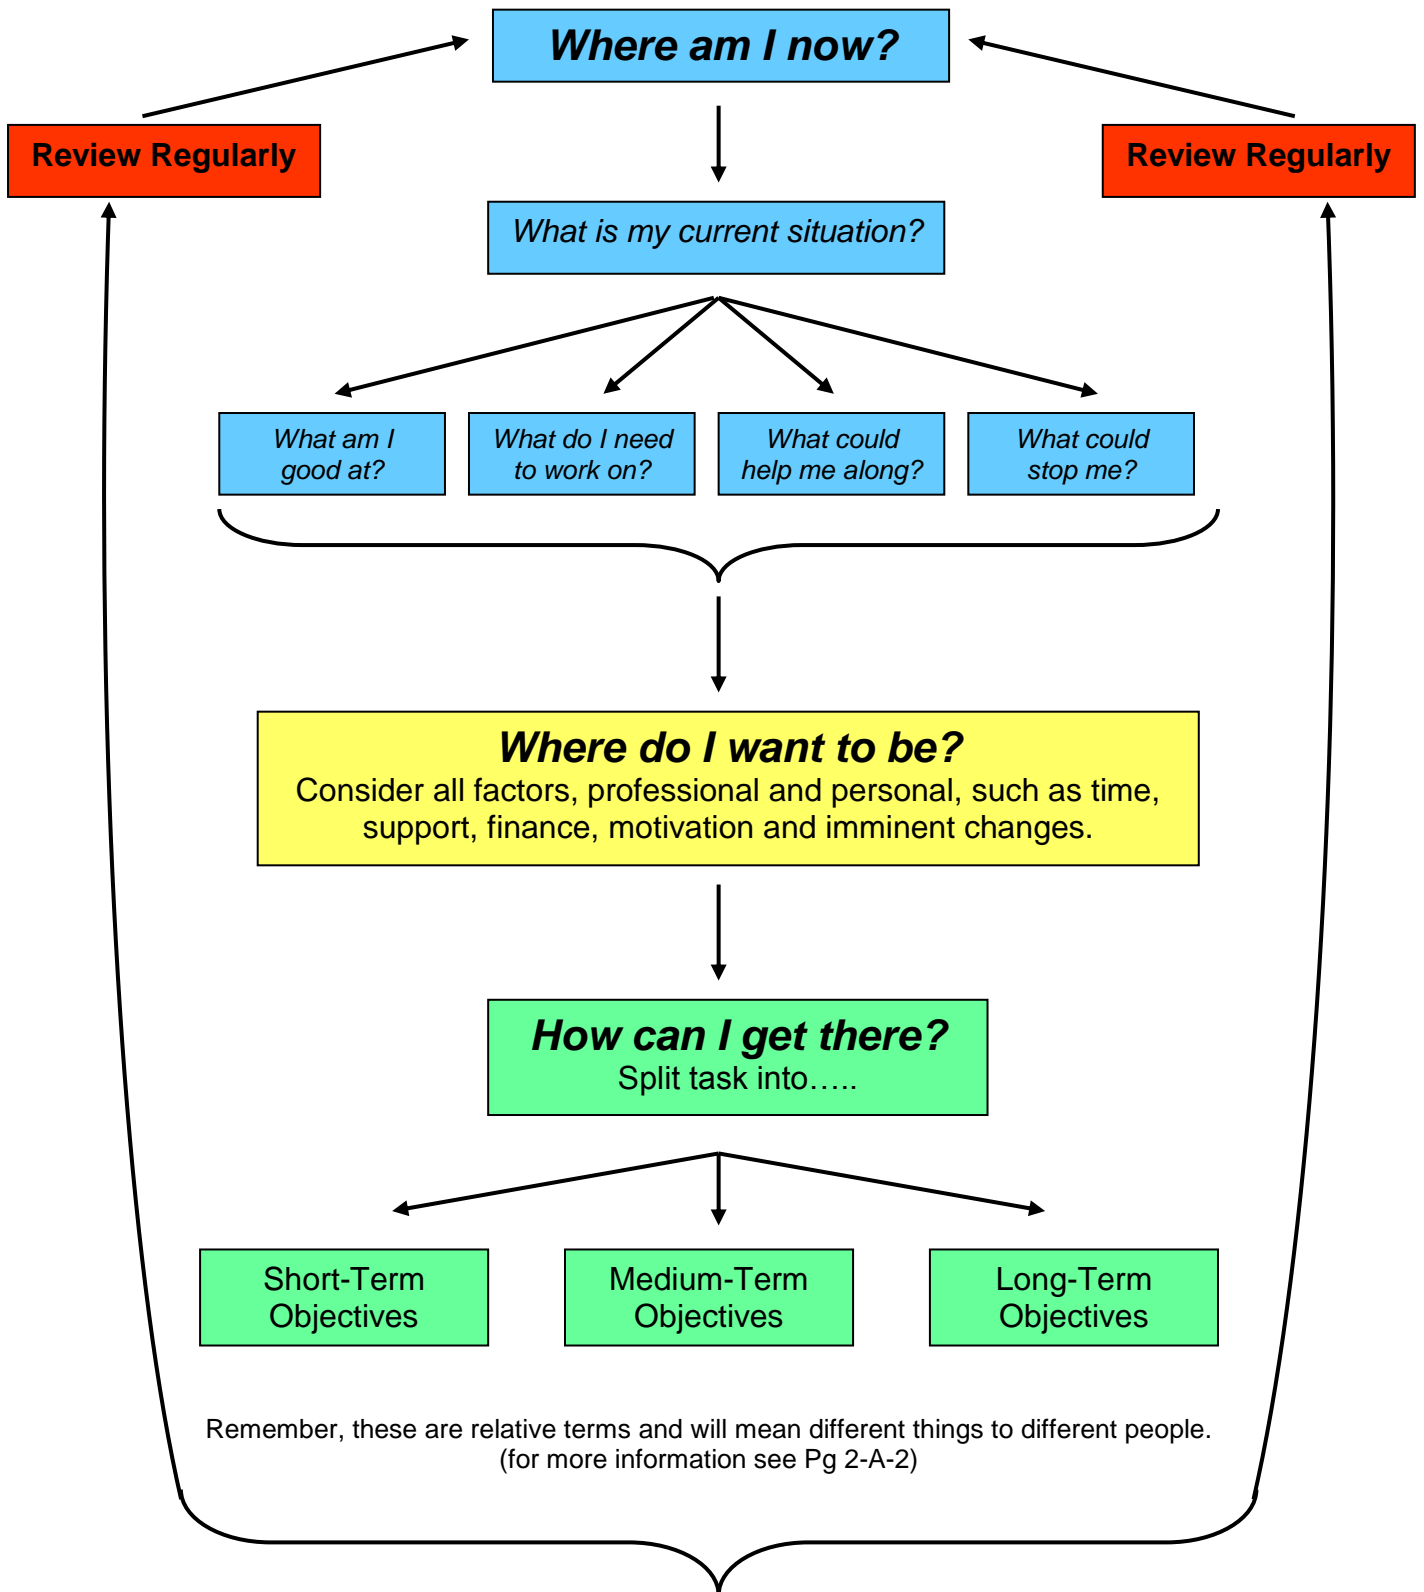 Where am I now?
Review Regularly
Review Regularly
What is my current situation?
What am I
good at?
What do I need
to work on?
What could
help me along?
What could
stop me?
Where do I want to be?
Consider all factors, professional and personal, such as time,
support, finance, motivation and imminent changes.
How can I get there?
Split task into…..
Short-Term
Objectives
Medium-Term
Objectives
Long-Term
Objectives
Remember, these are relative terms and will mean different things to different people.
(for more information see Pg 2-A-2)